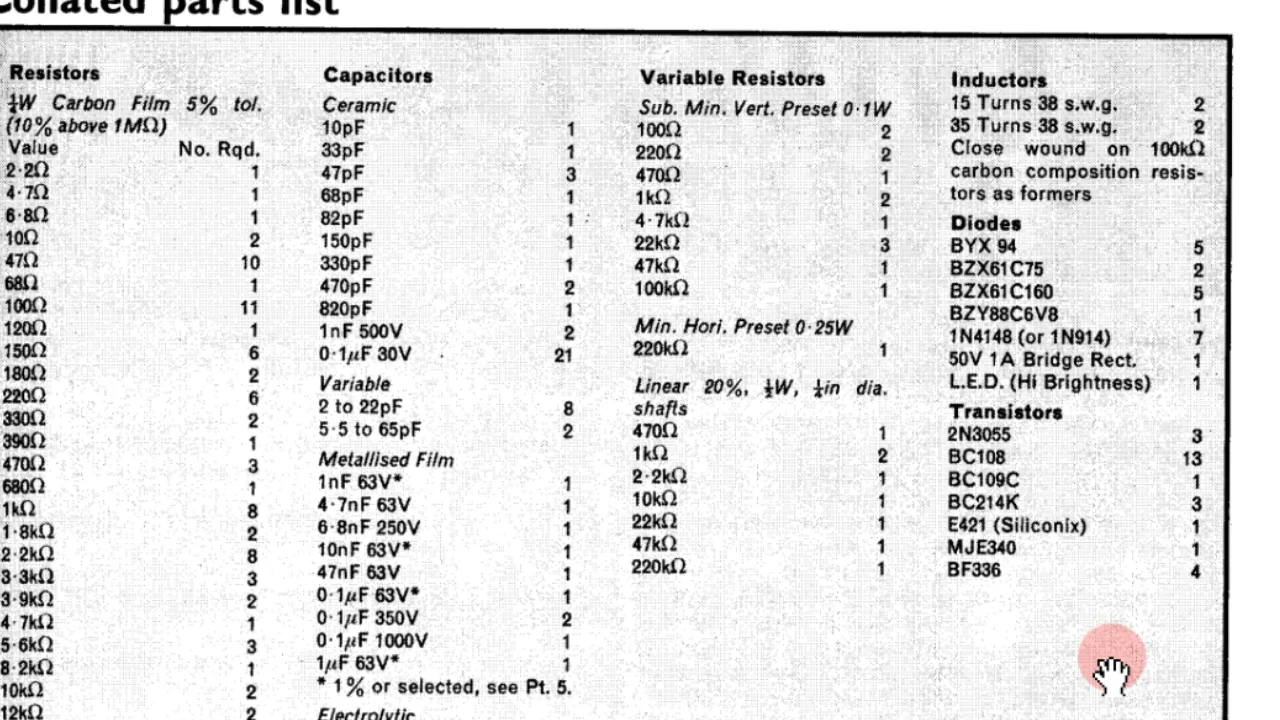 Collated parts list
Resistors
½W Carbon Film 5% tol.
(10% above 1MΩ)
Value No. Rqd.
2·2Ω 1
4·7Ω 1
6·8Ω 1
10Ω 2
47Ω 10
68Ω 1
100Ω 11
120Ω 1
150Ω 6
180Ω 2
220Ω 6
330Ω 2
390Ω 1
470Ω 3
680Ω 1
1kΩ 8
1·8kΩ 2
2·2kΩ 8
3·3kΩ 3
3·9kΩ 2
4·7kΩ 1
5·6kΩ 3
8·2kΩ 1
10kΩ 2
12kΩ 2
Capacitors
Ceramic
10pF 1
33pF 1
47pF 3
68pF 1
82pF 1
150pF 1
330pF 1
470pF 2
820pF 1
1nF 500V 2
0·1μF 30V 21
Variable
2 to 22pF 8
5·5 to 65pF 2
Metallised Film
1nF 63V* 1
4·7nF 63V 1
6·8nF 250V 1
10nF 63V* 1
47nF 63V 1
0·1μF 63V* 1
0·1μF 350V 2
0·1μF 1000V 1
1μF 63V* 1
* 1% or selected, see Pt. 5.
Electrolytic
Variable Resistors
Sub. Min. Vert. Preset 0·1W
100Ω 2
220Ω 2
470Ω 1
1kΩ 2
4·7kΩ 1
22kΩ 3
47kΩ 1
100kΩ 1
Min. Hori. Preset 0·25W
220kΩ 1
Linear 20%, ½W, ¼in dia.
shafts
470Ω 1
1kΩ 2
2·2kΩ 1
10kΩ 1
22kΩ 1
47kΩ 1
220kΩ 1
Inductors
15 Turns 38 s.w.g. 2
35 Turns 38 s.w.g. 2
Close wound on 100kΩ
carbon composition resis-
tors as formers
Diodes
BYX 94 5
BZX61C75 2
BZX61C160 5
BZY88C6V8 1
1N4148 (or 1N914) 7
50V 1A Bridge Rect. 1
L.E.D. (Hi Brightness) 1
Transistors
2N3055 3
BC108 13
BC109C 1
BC214K 3
E421 (Siliconix) 1
MJE340 1
BF336 4